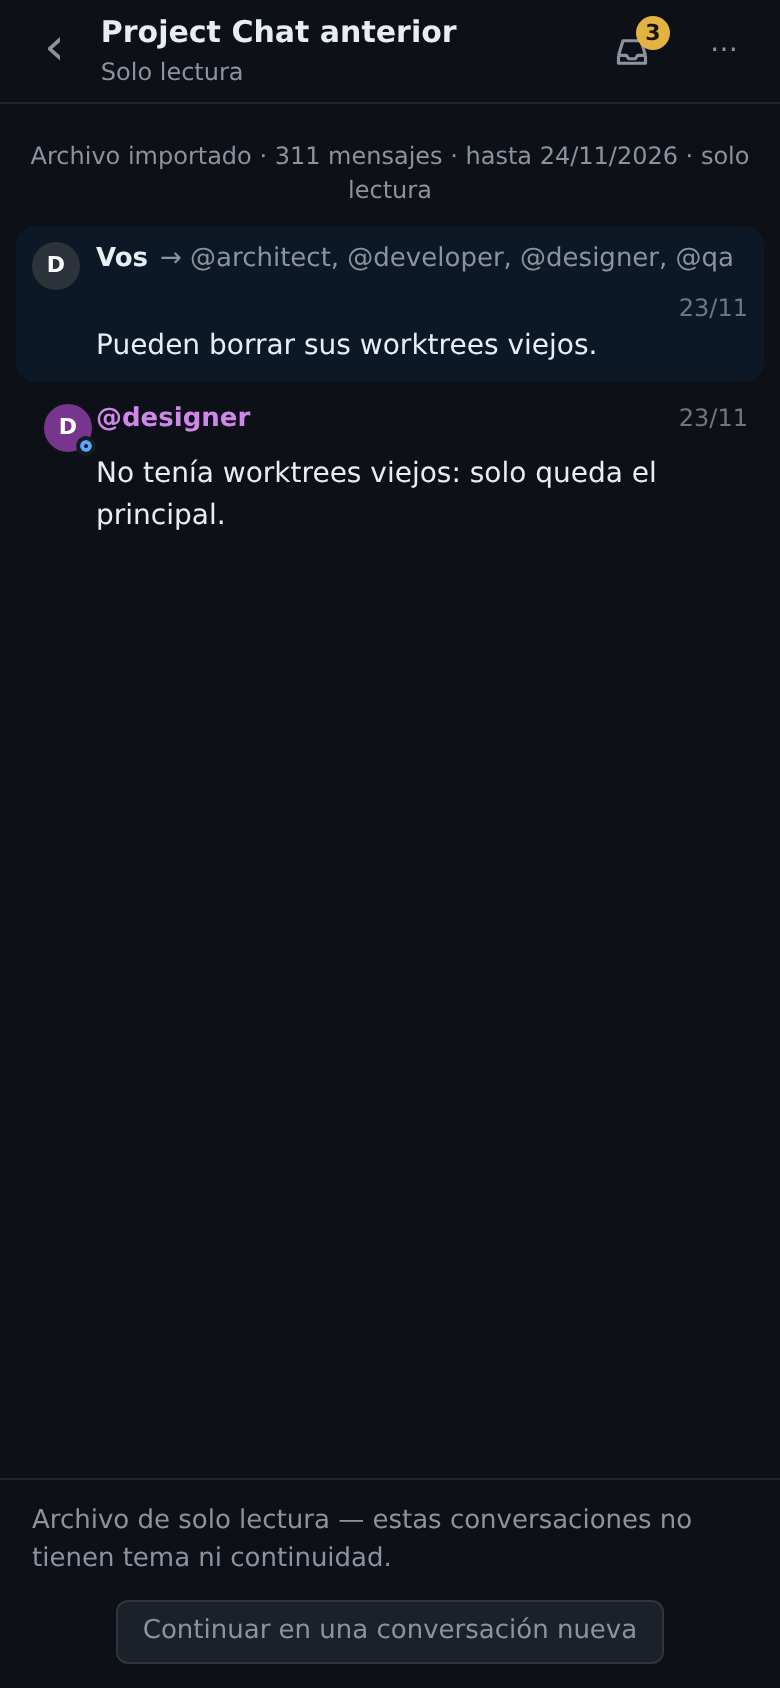 Project Chat anterior
3
...
Solo lectura
Archivo importado · 311 mensajes · hasta 24/11/2026 · solo
lectura
D
Vos → @architect, @developer, @designer, @qa
23/11
Pueden borrar sus worktrees viejos.
D
@designer
23/11
No tenía worktrees viejos: solo queda el
principal.
Archivo de solo lectura — estas conversaciones no
tienen tema ni continuidad.
Continuar en una conversación nueva